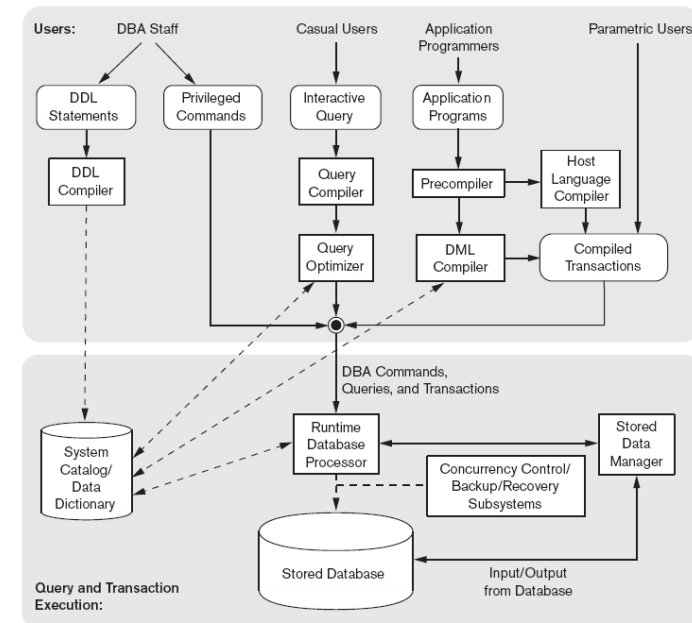 Users:
DBA Staff
Casual Users
Application
Programmers
Parametric Users
DDL
Statements
Privileged
Commands
Interactive
Query
Application
Programs
DDL
Compiler
Query
Compiler
Precompiler
Host
Language
Compiler
Query
Optimizer
DML
Compiler
Compiled
Transactions
DBA Commands,
Queries, and Transactions
System
Catalog/
Data
Dictionary
Runtime
Database
Processor
Stored
Data
Manager
Concurrency Control/
Backup/Recovery
Subsystems
Stored Database
Input/Output
from Database
Query and Transaction
Execution: